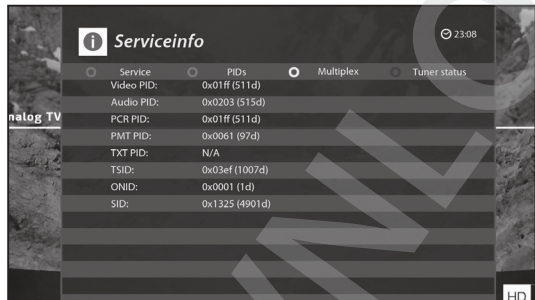 Serviceinfo
23:08
Service PIDs Multiplex Tuner status
Video PID: 0x01ff (511d)
Audio PID: 0x0203 (515d)
PCR PID: 0x01ff (511d)
PMT PID: 0x0061 (97d)
TXT PID: N/A
TSID: 0x03ef (1007d)
ONID: 0x0001 (1d)
SID: 0x1325 (4901d)
nalog TV
HD